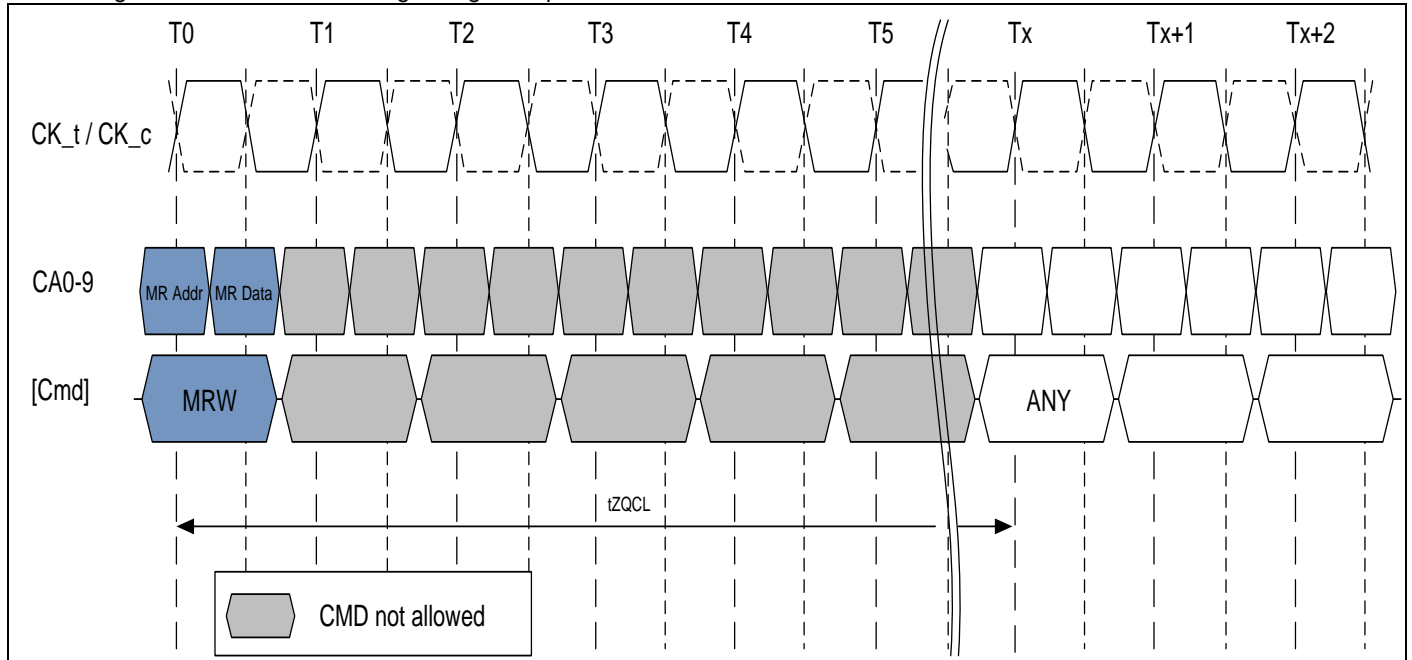 T0 T1 T2 T3 T4 T5 Tx Tx+1 Tx+2
CK_t / CK_c
CA0-9 MR Addr MR Data
[Cmd] MRW ANY
tZQCL
CMD not allowed